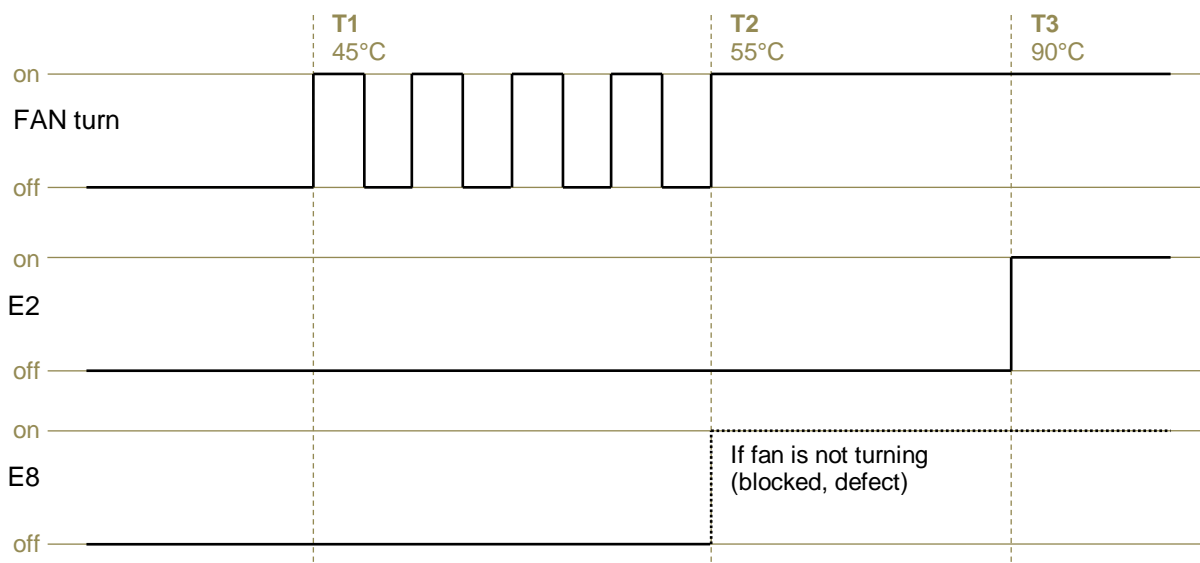 T1
45°C
T2
55°C
T3
90°C
on
FAN turn
off
on
E2
off
on
E8
If fan is not turning
(blocked, defect)
off